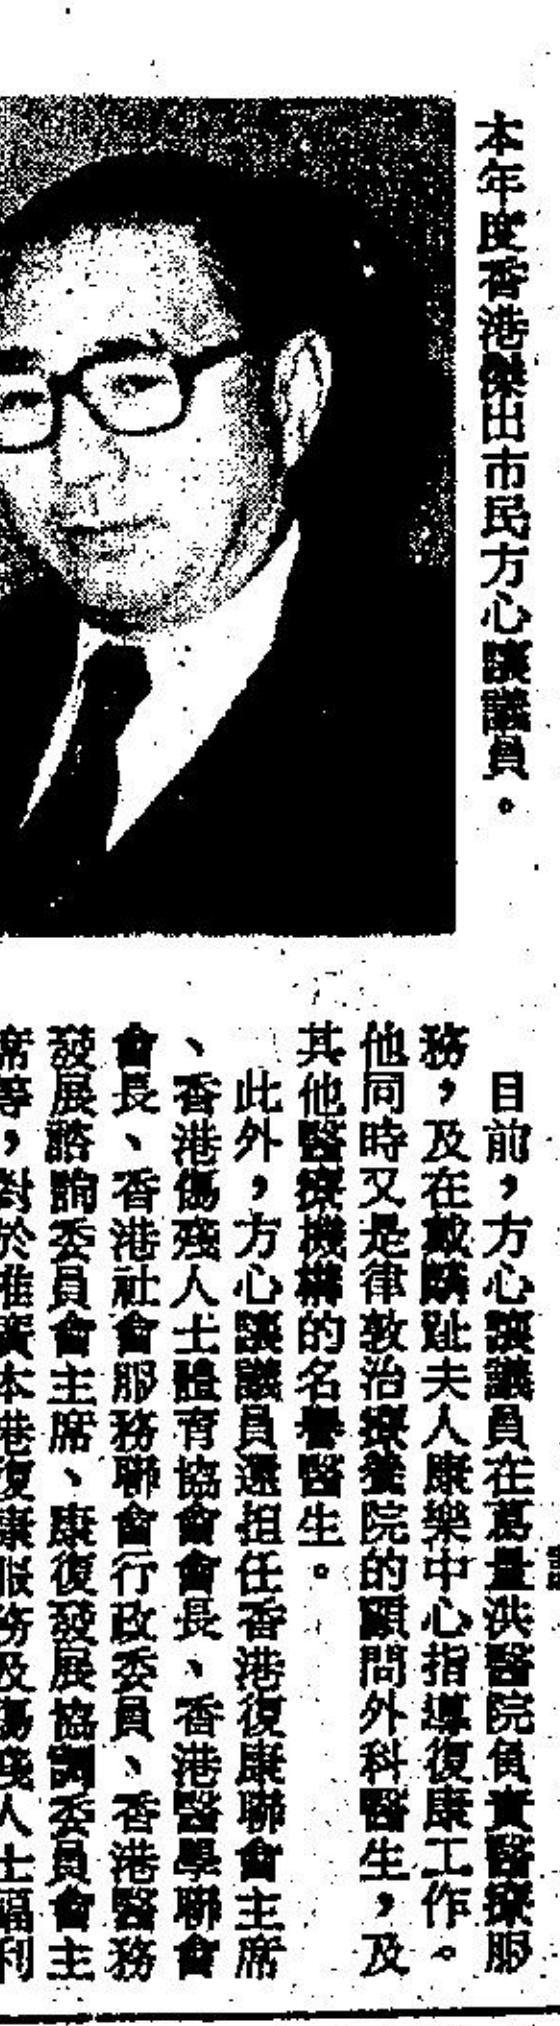 本年度香港傑出市民方心讓議員。
目前，方心讓議員在葛量洪醫院負責醫療服
務，及在戴麟趾夫人康樂中心指導復康工作。
他同時又是律敦治療養院的顧問外科醫生，及
其他醫療機構的名譽醫生。
此外，方心讓議員還担任香港復康聯會主席
、香港傷殘人士體育協會會長、香港醫學聯會
會長、香港社會服務聯會行政委員、香港醫務
發展諮詢委員會主席、康復發展協調委員會主
席等，對於推廣本港復康服務及傷殘人士福利